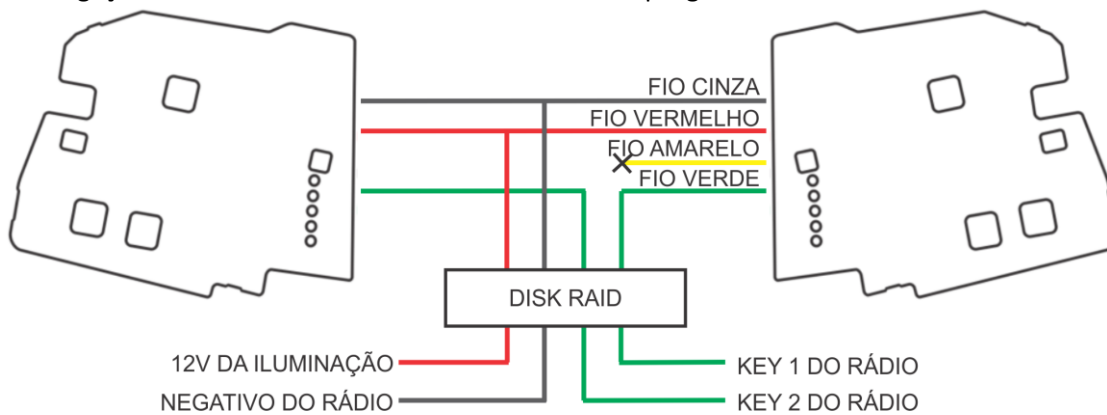 FIO CINZA
FIO VERMELHO
FIO AMARELO
FIO VERDE
DISK RAID
12V DA ILUMINAÇÃO
KEY 1 DO RÁDIO
NEGATIVO DO RÁDIO
KEY 2 DO RÁDIO